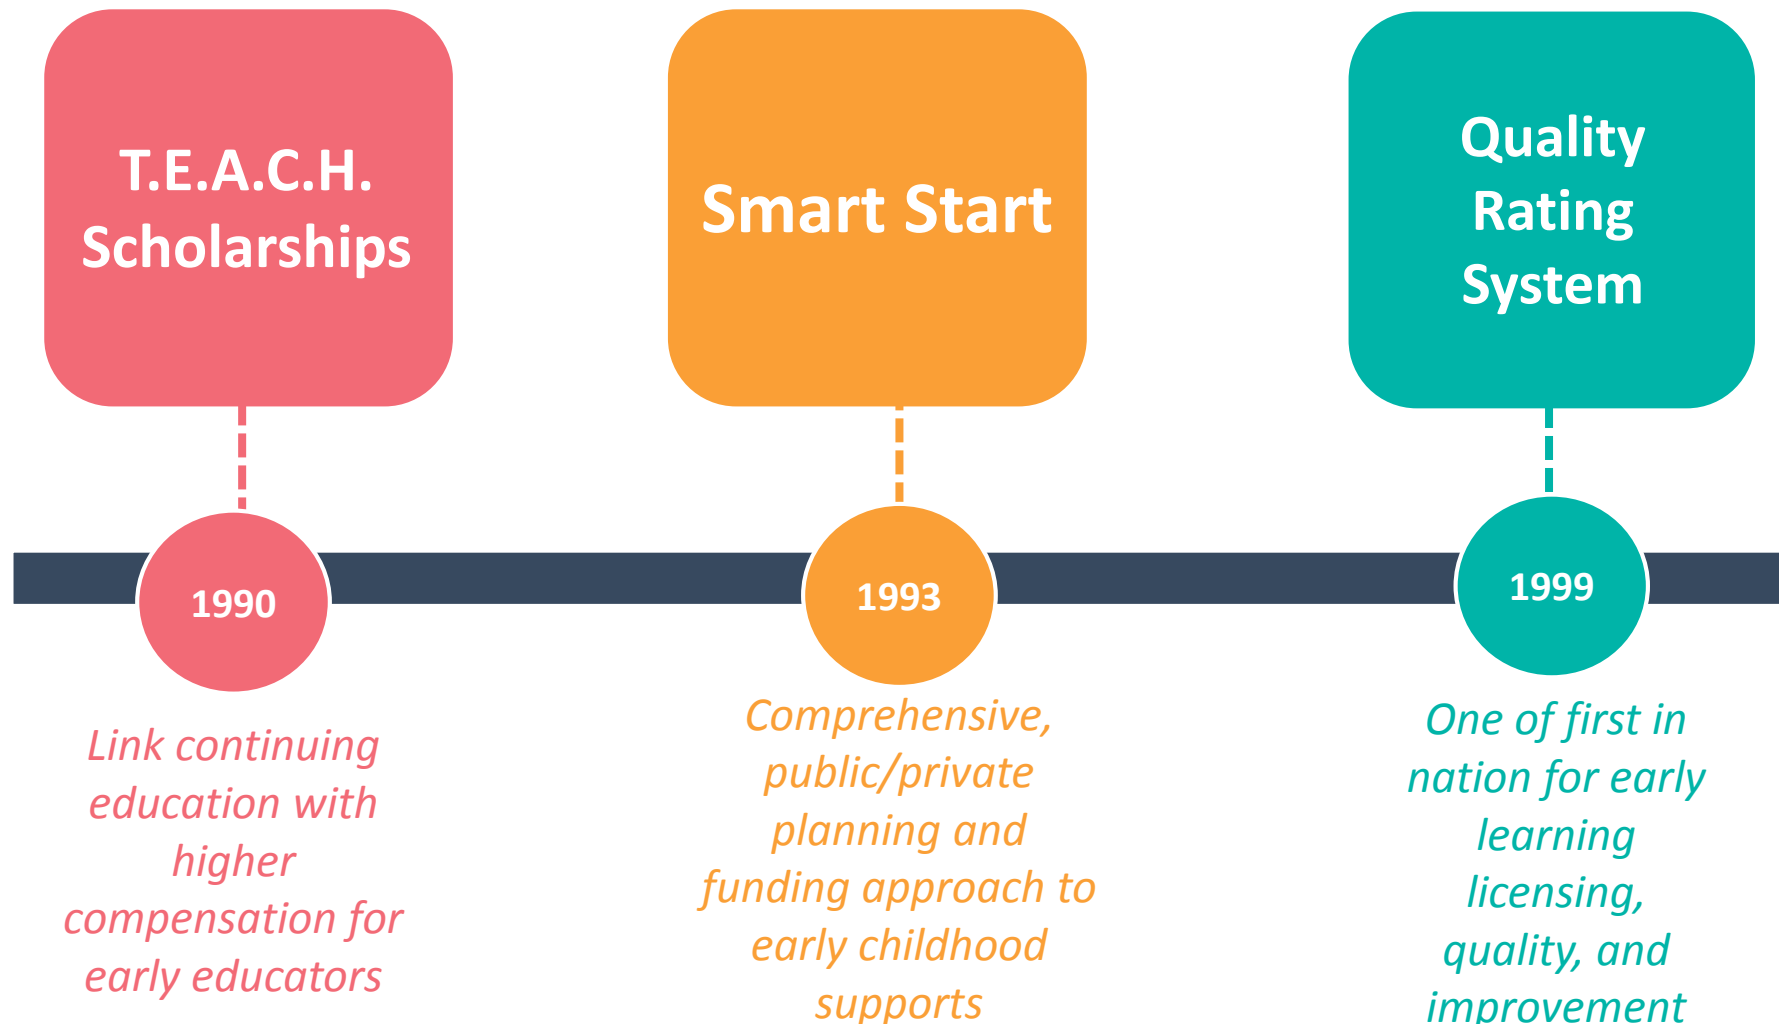 T.E.A.C.H.
Scholarships
1990
Link continuing
education with
higher
compensation for
early educators
Smart Start
1993
Comprehensive,
public/private
planning and
funding approach to
early childhood
supports
Quality
Rating
System
1999
One of first in
nation for early
learning
licensing,
quality, and
improvement